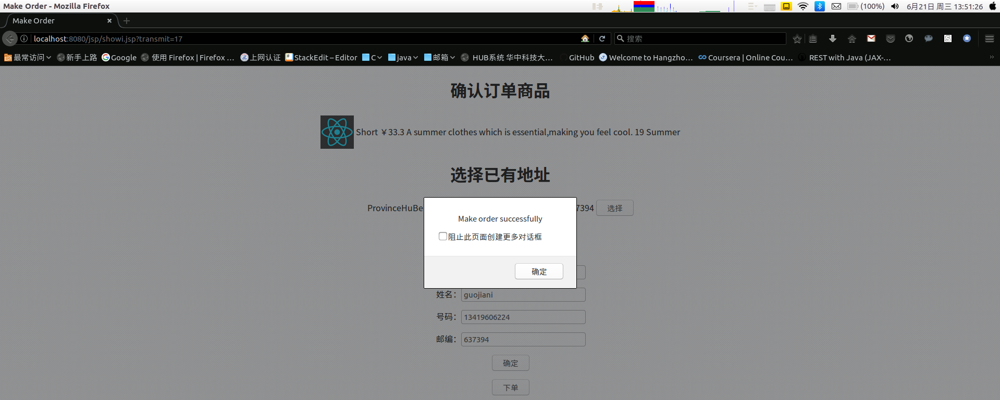 Make Order - Mozilla Firefox
(100%) 6月21日 周三 13:51:26
Make Order × +
localhost:8080/jsp/showi.jsp?transmit=17 搜索
最常访问 新手上路 Google 使用 Firefox | Firefox … 上网认证 StackEdit – Editor C java 邮箱 HUB系统 华中科技大… GitHub Welcome to Hangzho… Coursera | Online Cou… REST with Java (JAX-… »
确认订单商品
Short ￥33.3 A summer clothes which is essential,making you feel cool. 19 Summer
选择已有地址
ProvinceHuBe 7394 选择
Make order successfully
阻止此页面创建更多对话框
确定
姓名： guojiani
号码： 13419606224
邮编： 637394
确定
下单